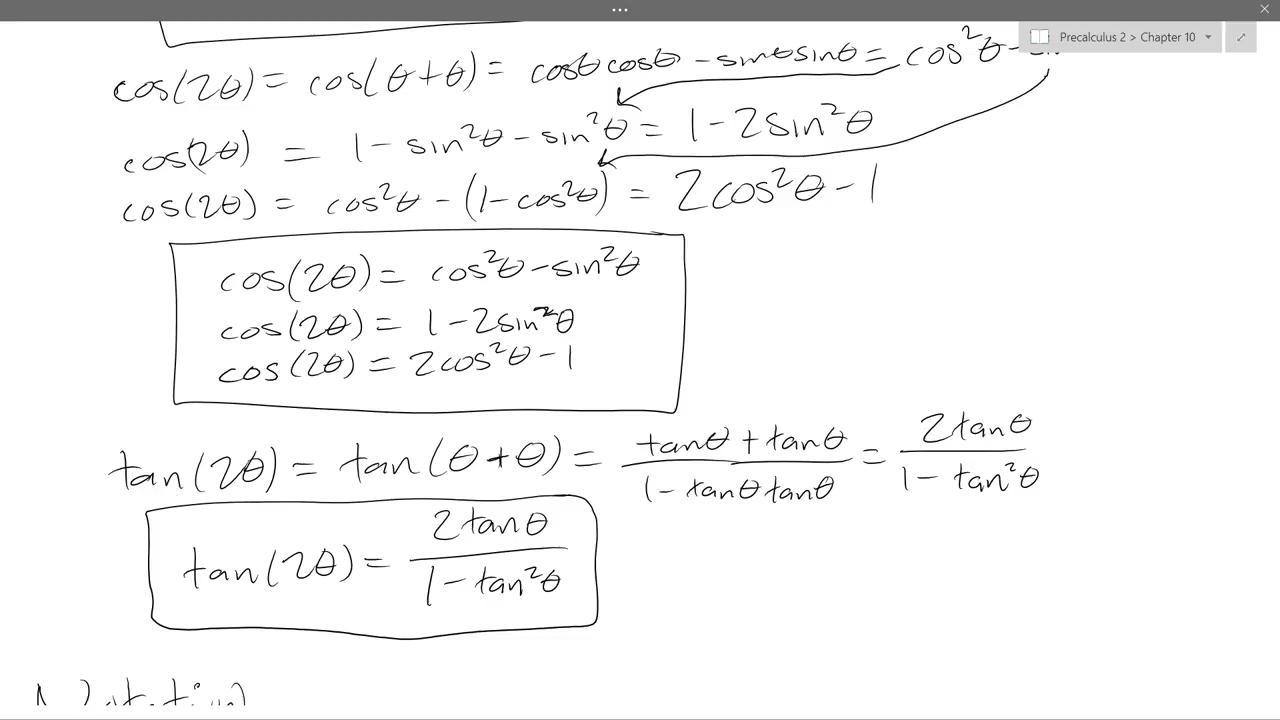 Precalculus 2 > Chapter 10
cos(2θ) = cos(θ+θ) = cosθcosθ - sinθsinθ = cos²θ -
cos(2θ) = 1 - sin²θ - sin²θ = 1 - 2sin²θ
cos(2θ) = cos²θ - (1 - cos²θ) = 2cos²θ - 1
cos(2θ) = cos²θ - sin²θ
cos(2θ) = 1 - 2sin²θ
cos(2θ) = 2cos²θ - 1
tan(2θ) = tan(θ+θ) = (tanθ + tanθ)/(1 - tanθtanθ) = 2tanθ/(1 - tan²θ)
tan(2θ) = 2tanθ/(1 - tan²θ)